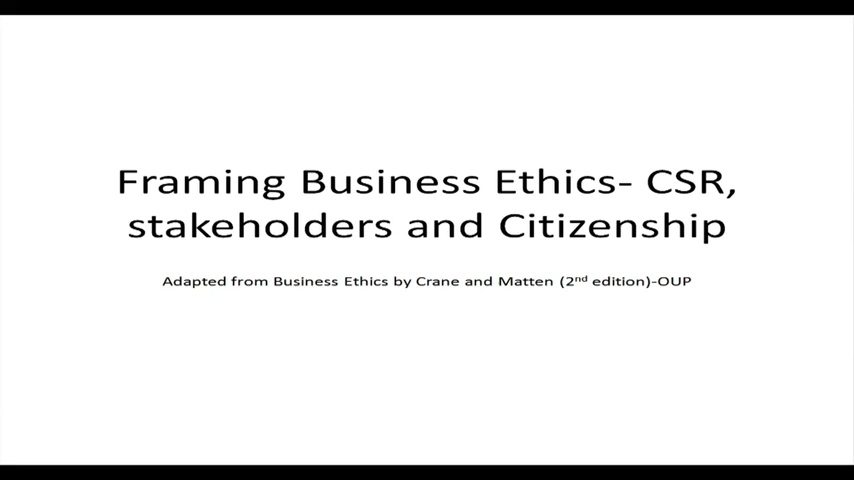 Framing Business Ethics- CSR,
stakeholders and Citizenship
Adapted from Business Ethics by Crane and Matten (2nd edition)-OUP